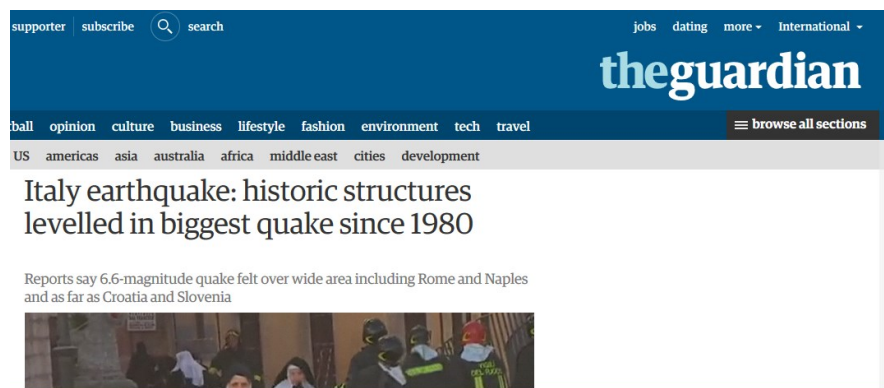 supporter subscribe search jobs dating more International
theguardian
opinion culture business lifestyle fashion environment tech travel browse all sections
US americas asia australia africa middle east cities development
Italy earthquake: historic structures
levelled in biggest quake since 1980
Reports say 6.6-magnitude quake felt over wide area including Rome and Naples
and as far as Croatia and Slovenia
VIGILI
DEL FUOCO